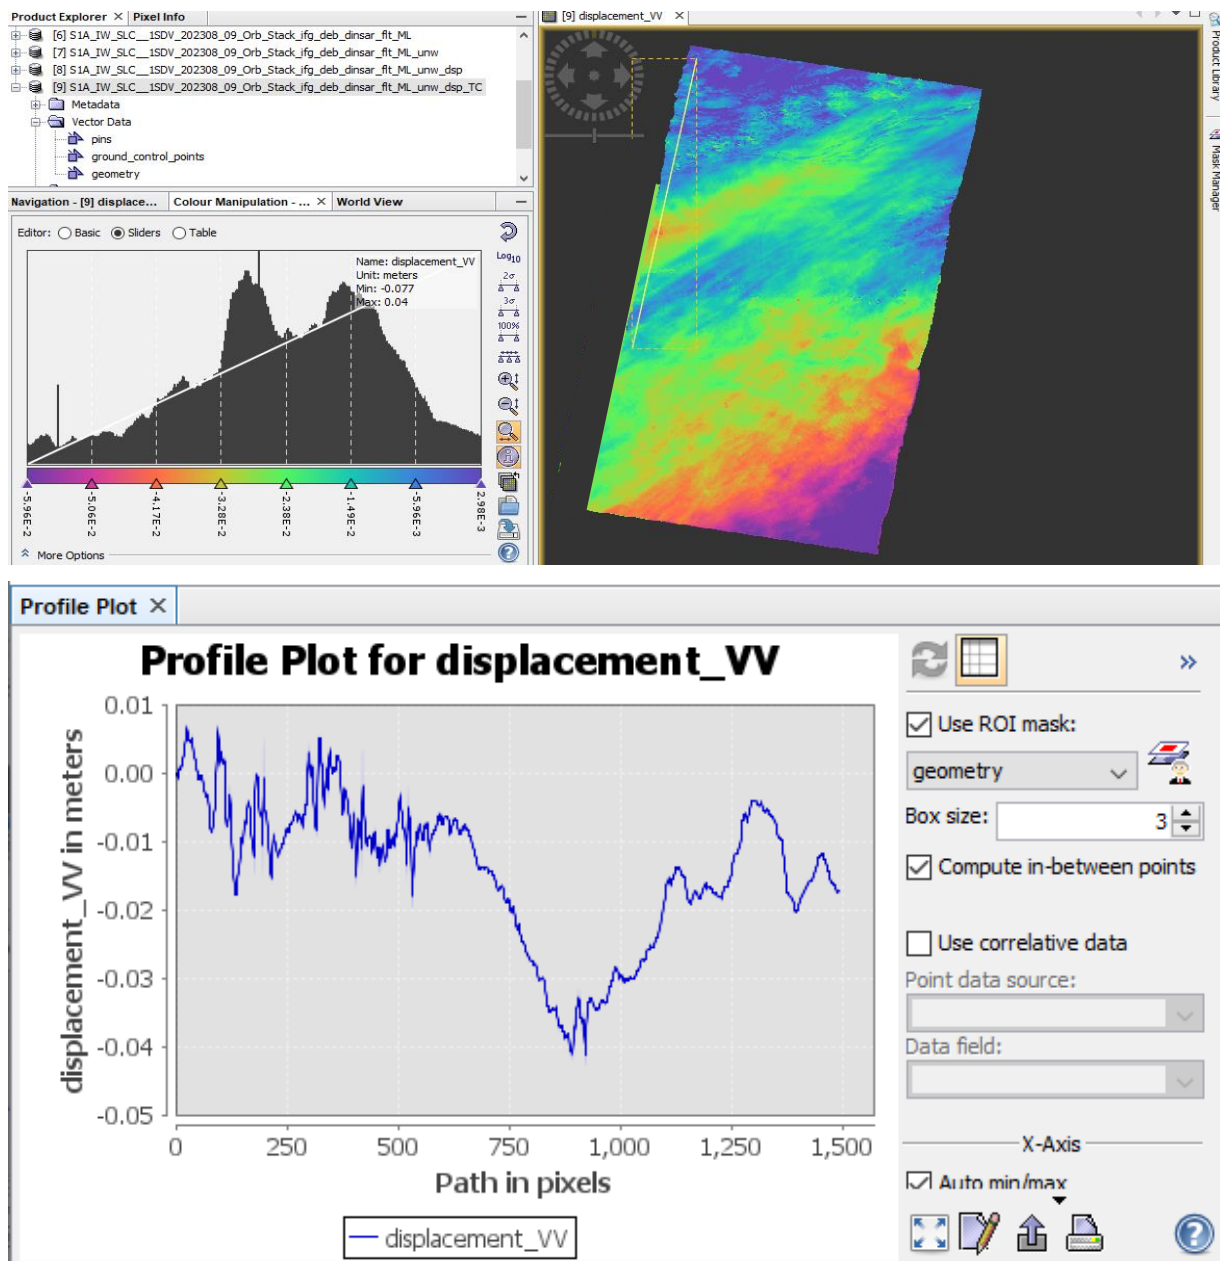 Product Explorer × Pixel Info
[9] displacement_VV ×
[6] S1A_IW_SLC__1SDV_202308_09_Orb_Stack_ifg_deb_dinsar_flt_ML
[7] S1A_IW_SLC__1SDV_202308_09_Orb_Stack_ifg_deb_dinsar_flt_ML_unw
[8] S1A_IW_SLC__1SDV_202308_09_Orb_Stack_ifg_deb_dinsar_flt_ML_unw_dsp
[9] S1A_IW_SLC__1SDV_202308_09_Orb_Stack_ifg_deb_dinsar_flt_ML_unw_dsp_TC
Metadata
Vector Data
pins
ground_control_points
geometry
Product Library
Mask Manager
Navigation - [9] displace... Colour Manipulation - ... × World View
Editor: Basic Sliders Table
Name: displacement_VV
Unit: meters
Min: -0.077
Max: 0.04
Log10
2σ
3σ
100%
-5.96E-2 -5.06E-2 -4.17E-2 -3.28E-2 -2.38E-2 -1.49E-2 -5.96E-3 2.98E-3
More Options
Profile Plot ×
Profile Plot for displacement_VV
0.01
0.00
-0.01
-0.02
-0.03
-0.04
-0.05
displacement_VV in meters
0 250 500 750 1,000 1,250 1,500
Path in pixels
displacement_VV
»
Use ROI mask:
geometry
Box size: 3
Compute in-between points
Use correlative data
Point data source:
Data field:
X-Axis
Auto min/max